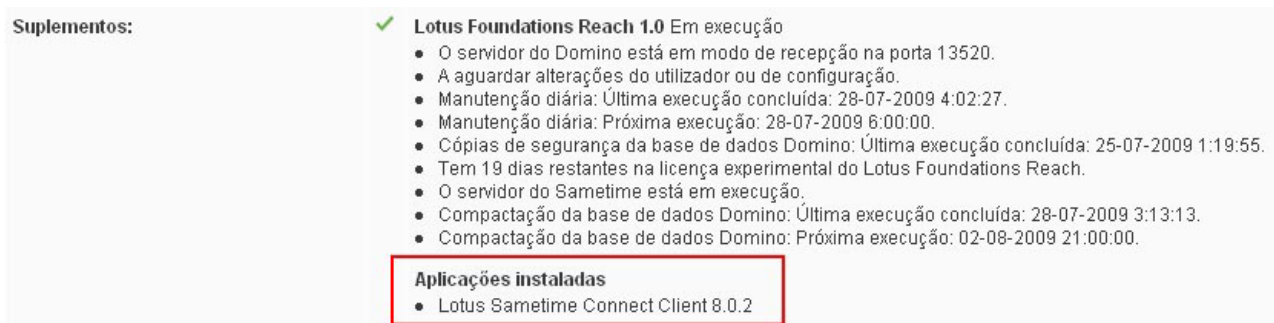 Suplementos:
Lotus Foundations Reach 1.0 Em execução
• O servidor do Domino está em modo de recepção na porta 13520.
• A aguardar alterações do utilizador ou de configuração.
• Manutenção diária: Última execução concluída: 28-07-2009 4:02:27.
• Manutenção diária: Próxima execução: 28-07-2009 6:00:00.
• Cópias de segurança da base de dados Domino: Última execução concluída: 25-07-2009 1:19:55.
• Tem 19 dias restantes na licença experimental do Lotus Foundations Reach.
• O servidor do Sametime está em execução.
• Compactação da base de dados Domino: Última execução concluída: 28-07-2009 3:13:13.
• Compactação da base de dados Domino: Próxima execução: 02-08-2009 21:00:00.
Aplicações instaladas
• Lotus Sametime Connect Client 8.0.2